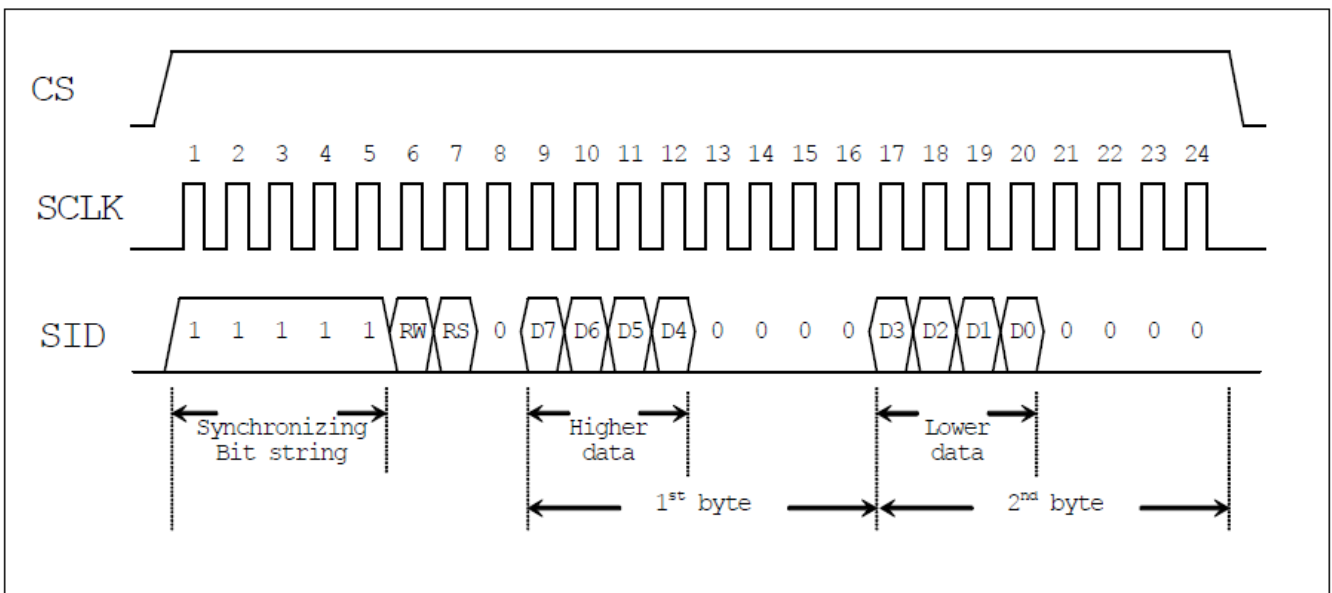 CS
1 2 3 4 5 6 7 8 9 10 11 12 13 14 15 16 17 18 19 20 21 22 23 24
SCLK
SID 1 1 1 1 1 RW RS 0 D7 D6 D5 D4 0 0 0 0 D3 D2 D1 D0 0 0 0 0
Synchronizing Higher Lower
Bit string data data
1st byte 2nd byte